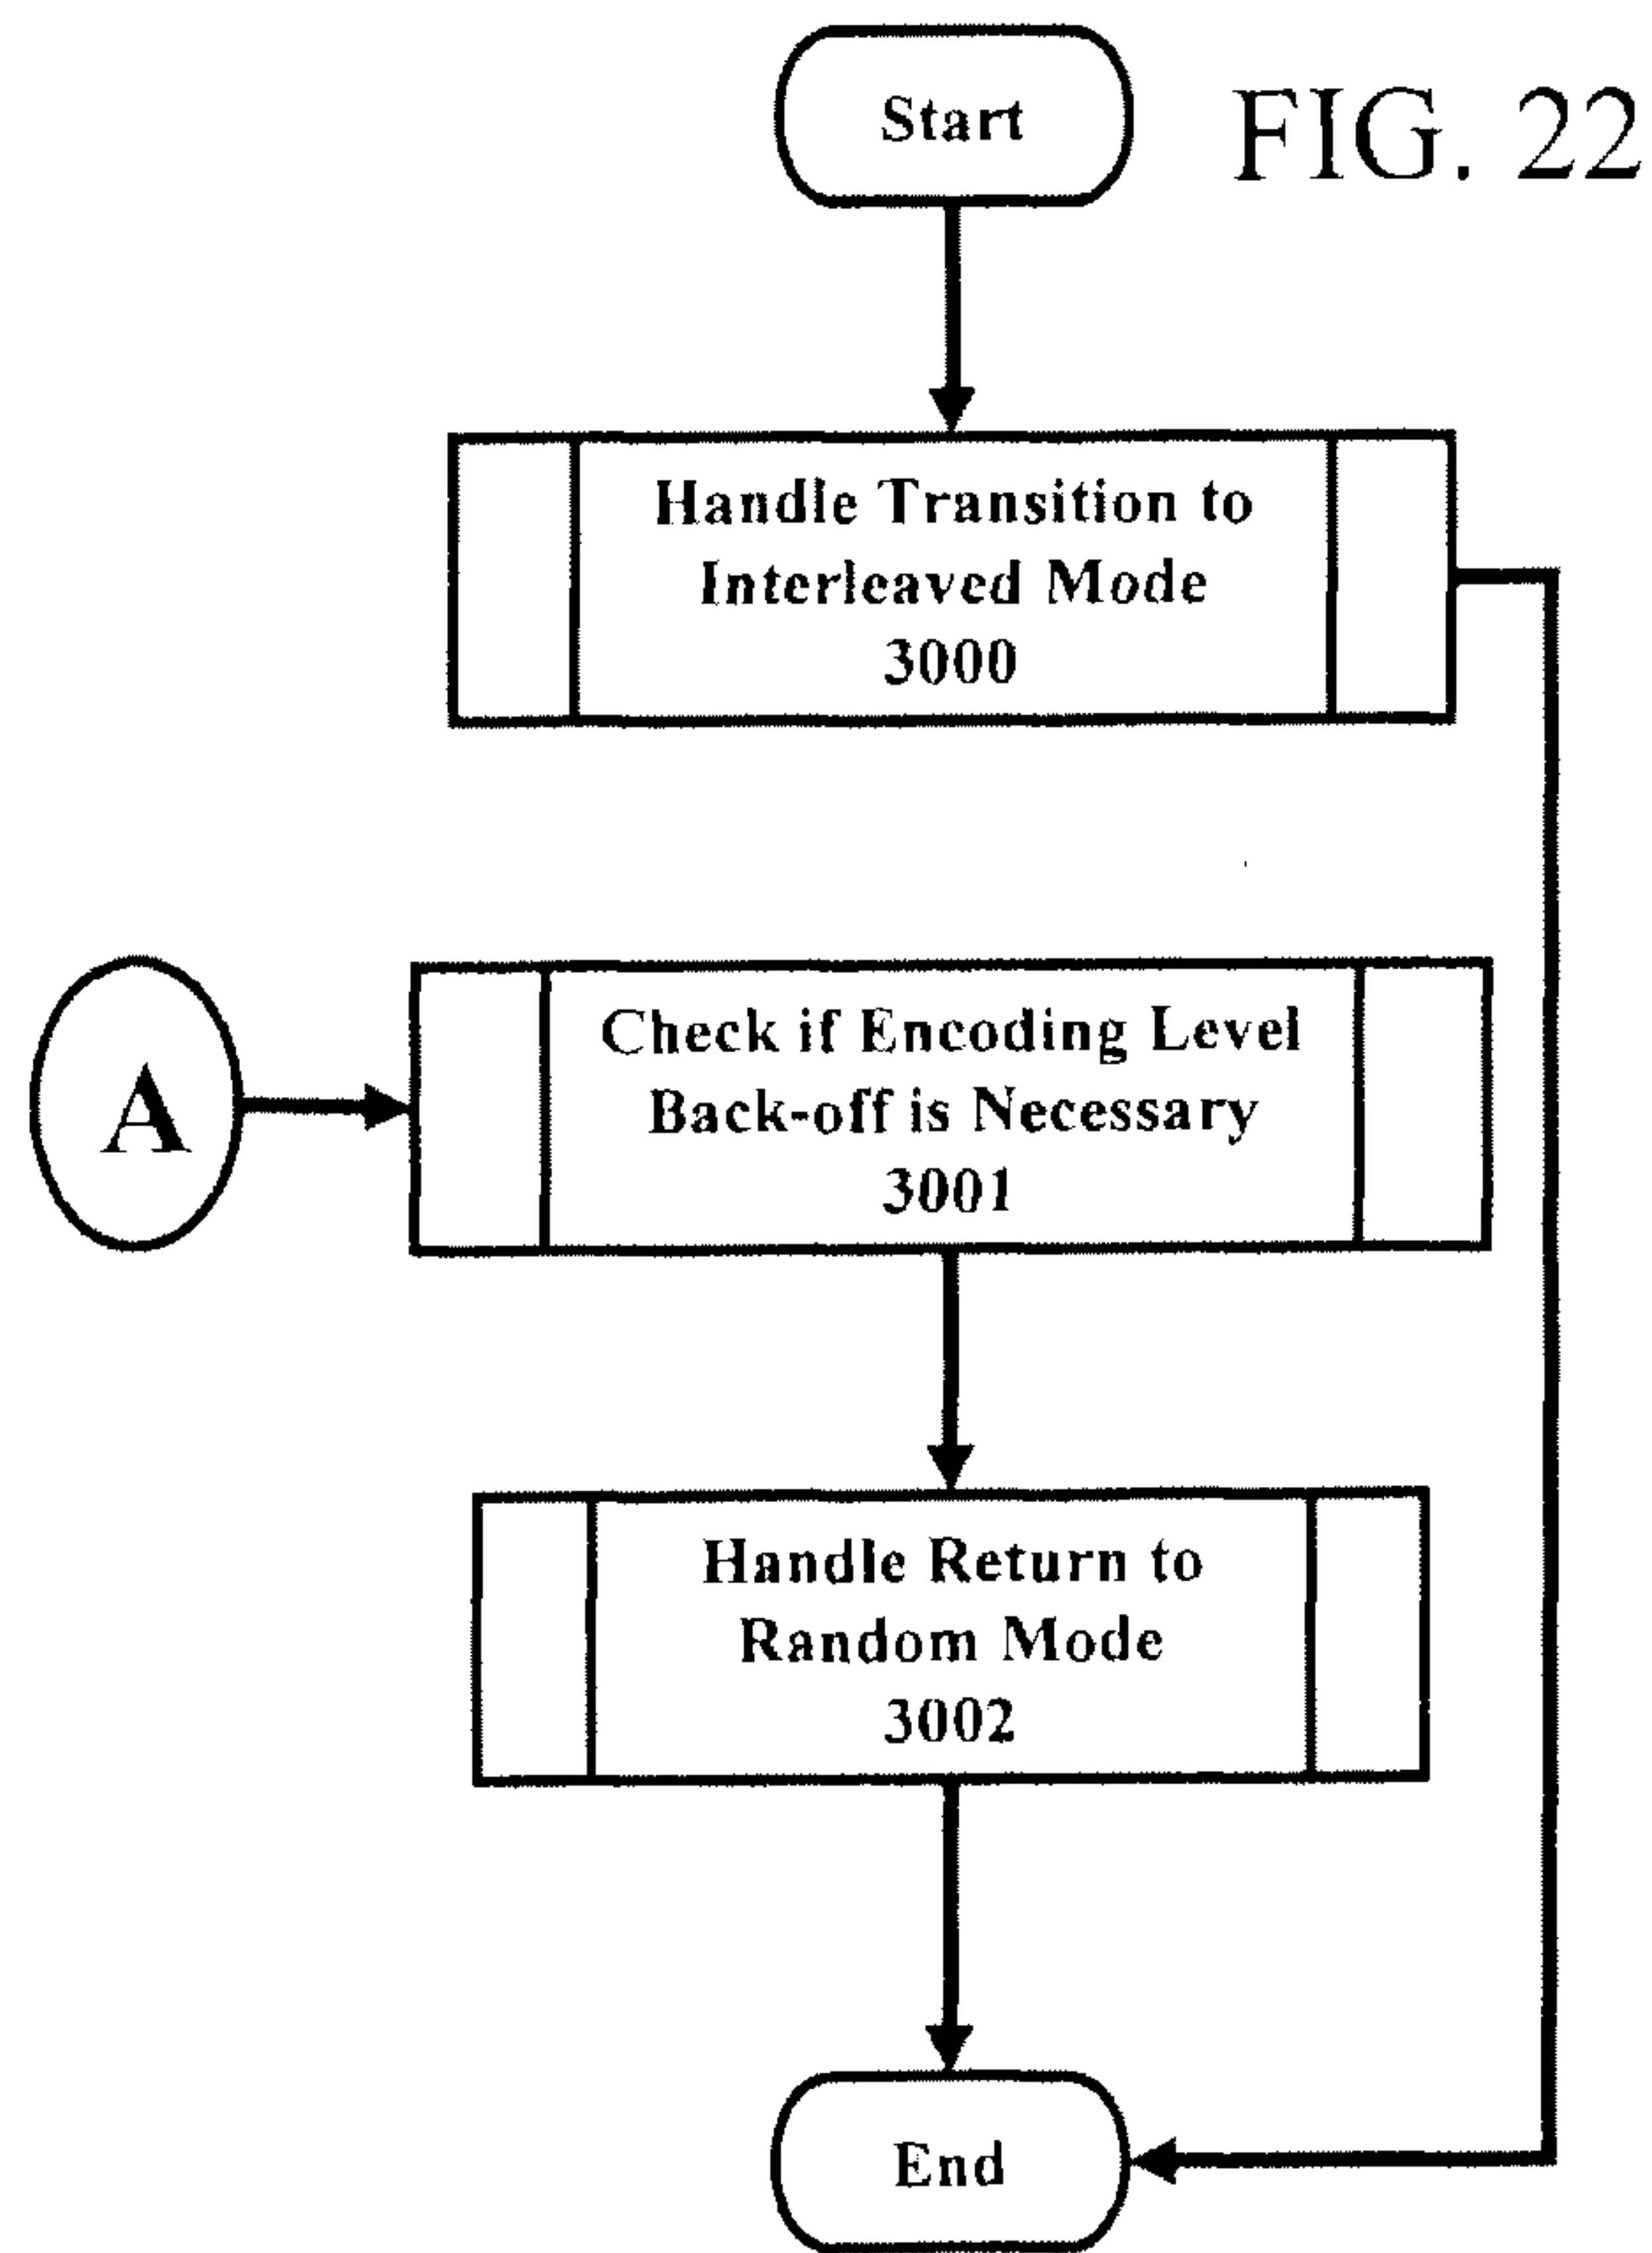 Start
FIG. 22
Handle Transition to
Interleaved Mode
3000
A
Check if Encoding Level
Back-off is Necessary
3001
Handle Return to
Random Mode
3002
End